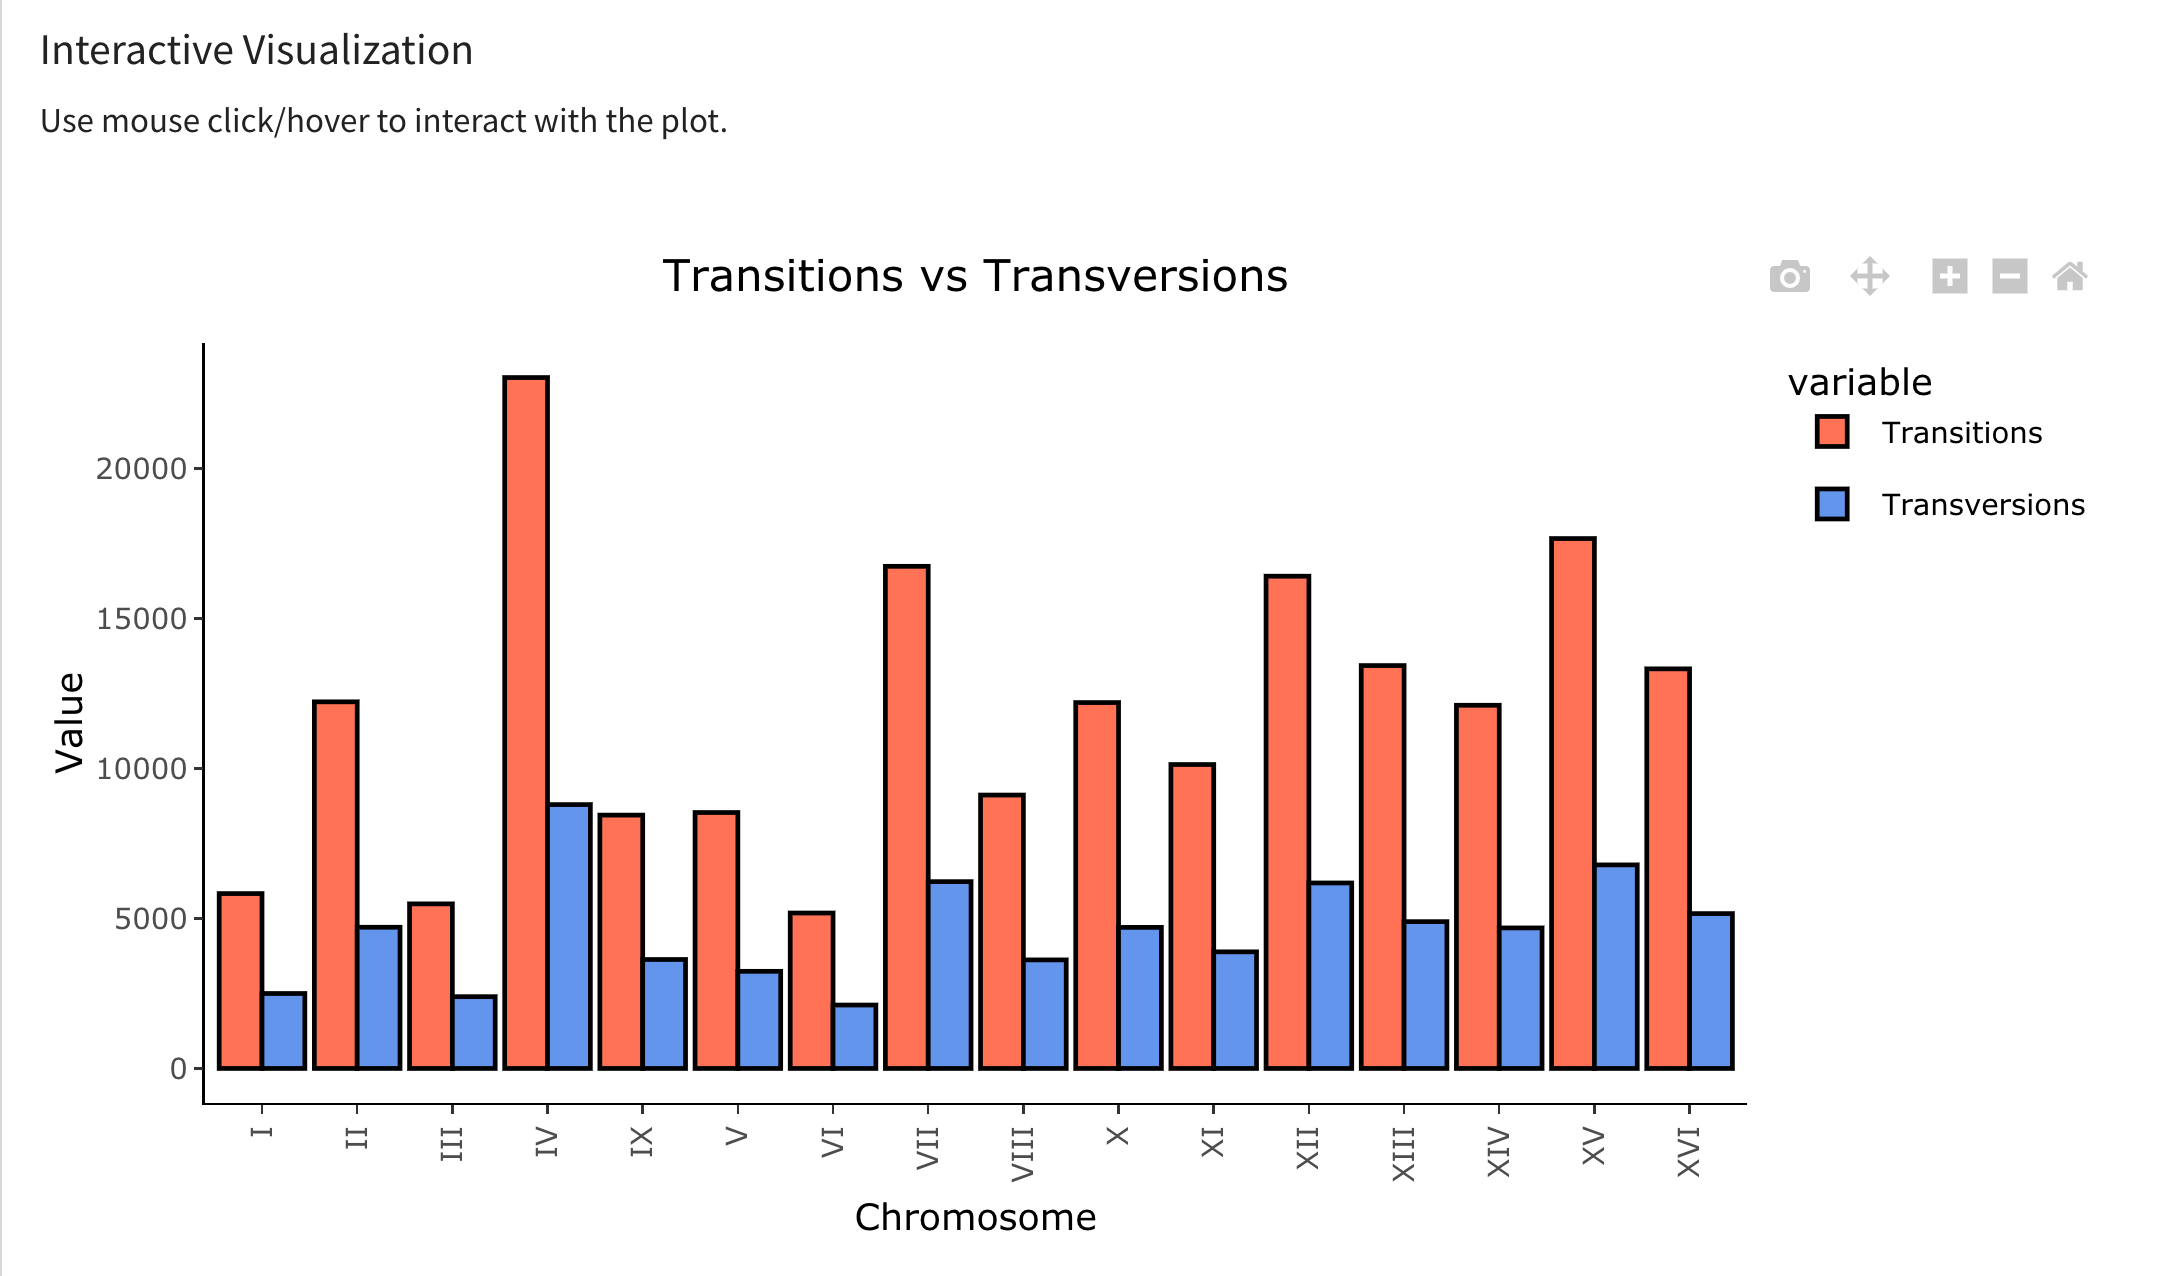 Interactive Visualization
Use mouse click/hover to interact with the plot.
Transitions vs Transversions
variable
Transitions
Transversions
Value
20000
15000
10000
5000
0
I II III IV IX V VI VII VIII X XI XII XIII XIV XV XVI
Chromosome